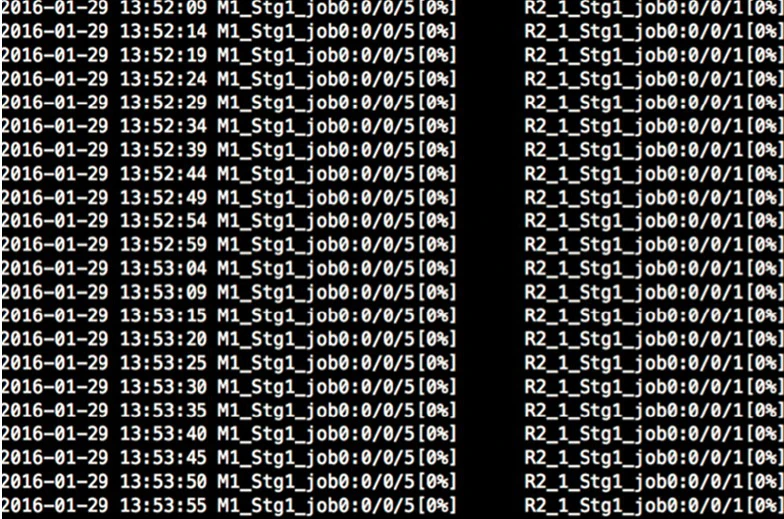 2016-01-29 13:52:09 M1_Stg1_job0:0/0/5[0%] R2_1_Stg1_job0:0/0/1[0%]
2016-01-29 13:52:14 M1_Stg1_job0:0/0/5[0%] R2_1_Stg1_job0:0/0/1[0%]
2016-01-29 13:52:19 M1_Stg1_job0:0/0/5[0%] R2_1_Stg1_job0:0/0/1[0%]
2016-01-29 13:52:24 M1_Stg1_job0:0/0/5[0%] R2_1_Stg1_job0:0/0/1[0%]
2016-01-29 13:52:29 M1_Stg1_job0:0/0/5[0%] R2_1_Stg1_job0:0/0/1[0%]
2016-01-29 13:52:34 M1_Stg1_job0:0/0/5[0%] R2_1_Stg1_job0:0/0/1[0%]
2016-01-29 13:52:39 M1_Stg1_job0:0/0/5[0%] R2_1_Stg1_job0:0/0/1[0%]
2016-01-29 13:52:44 M1_Stg1_job0:0/0/5[0%] R2_1_Stg1_job0:0/0/1[0%]
2016-01-29 13:52:49 M1_Stg1_job0:0/0/5[0%] R2_1_Stg1_job0:0/0/1[0%]
2016-01-29 13:52:54 M1_Stg1_job0:0/0/5[0%] R2_1_Stg1_job0:0/0/1[0%]
2016-01-29 13:52:59 M1_Stg1_job0:0/0/5[0%] R2_1_Stg1_job0:0/0/1[0%]
2016-01-29 13:53:04 M1_Stg1_job0:0/0/5[0%] R2_1_Stg1_job0:0/0/1[0%]
2016-01-29 13:53:09 M1_Stg1_job0:0/0/5[0%] R2_1_Stg1_job0:0/0/1[0%]
2016-01-29 13:53:15 M1_Stg1_job0:0/0/5[0%] R2_1_Stg1_job0:0/0/1[0%]
2016-01-29 13:53:20 M1_Stg1_job0:0/0/5[0%] R2_1_Stg1_job0:0/0/1[0%]
2016-01-29 13:53:25 M1_Stg1_job0:0/0/5[0%] R2_1_Stg1_job0:0/0/1[0%]
2016-01-29 13:53:30 M1_Stg1_job0:0/0/5[0%] R2_1_Stg1_job0:0/0/1[0%]
2016-01-29 13:53:35 M1_Stg1_job0:0/0/5[0%] R2_1_Stg1_job0:0/0/1[0%]
2016-01-29 13:53:40 M1_Stg1_job0:0/0/5[0%] R2_1_Stg1_job0:0/0/1[0%]
2016-01-29 13:53:45 M1_Stg1_job0:0/0/5[0%] R2_1_Stg1_job0:0/0/1[0%]
2016-01-29 13:53:50 M1_Stg1_job0:0/0/5[0%] R2_1_Stg1_job0:0/0/1[0%]
2016-01-29 13:53:55 M1_Stg1_job0:0/0/5[0%] R2_1_Stg1_job0:0/0/1[0%]